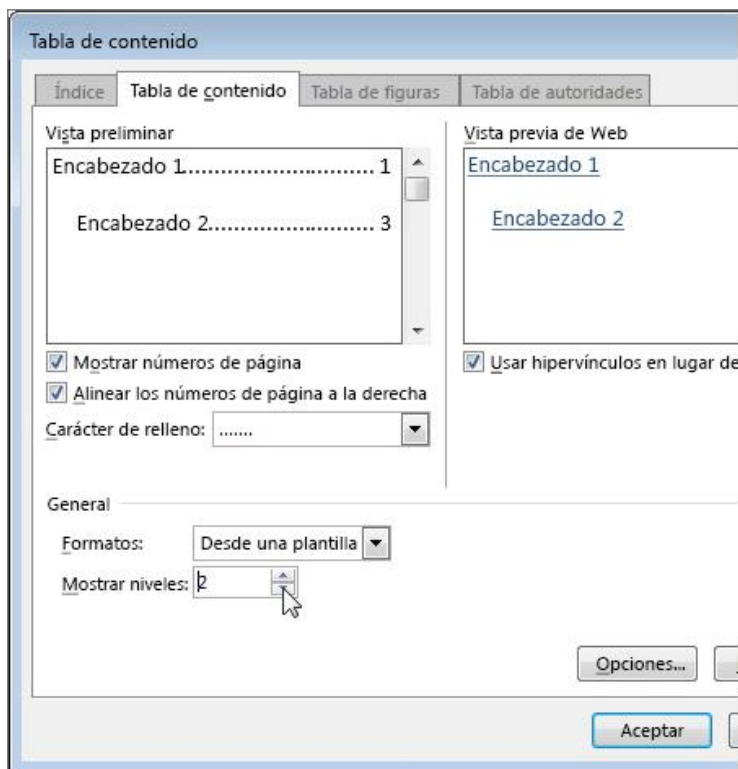 Tabla de contenido
Índice Tabla de contenido Tabla de figuras Tabla de autoridades
Vista preliminar
Encabezado 1........................... 1
Encabezado 2....................... 3
Mostrar números de página
Alinear los números de página a la derecha
Carácter de relleno: .......
Vista previa de Web
Encabezado 1
Encabezado 2
Usar hipervínculos en lugar de
General
Formatos: Desde una plantilla
Mostrar niveles: 2
Opciones...
Aceptar